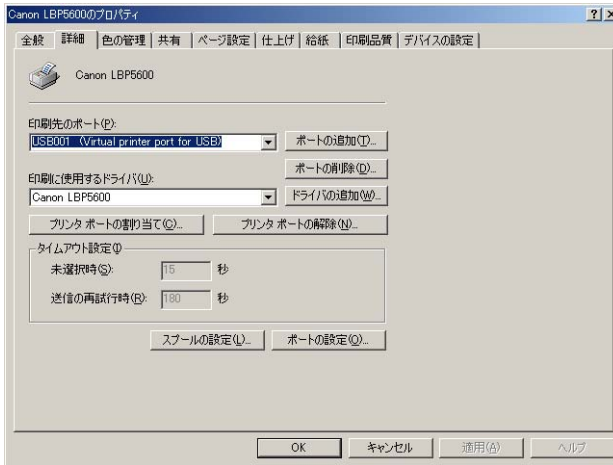 Canon LBP5600のプロパティ
全般 詳細 色の管理 共有 ページ設定 仕上げ 給紙 印刷品質 デバイスの設定
Canon LBP5600
印刷先のポート(P):
USB001 (Virtual printer port for USB) ポートの追加(T)...
ポートの削除(D)...
印刷に使用するドライバ(U):
Canon LBP5600 ドライバの追加(W)...
プリンタ ポートの割り当て(C)... プリンタ ポートの解除(N)...
タイムアウト設定(I)
未選択時(S): 15 秒
送信の再試行時(R): 180 秒
スプールの設定(L)... ポートの設定(O)...
OK キャンセル 適用(A) ヘルプ